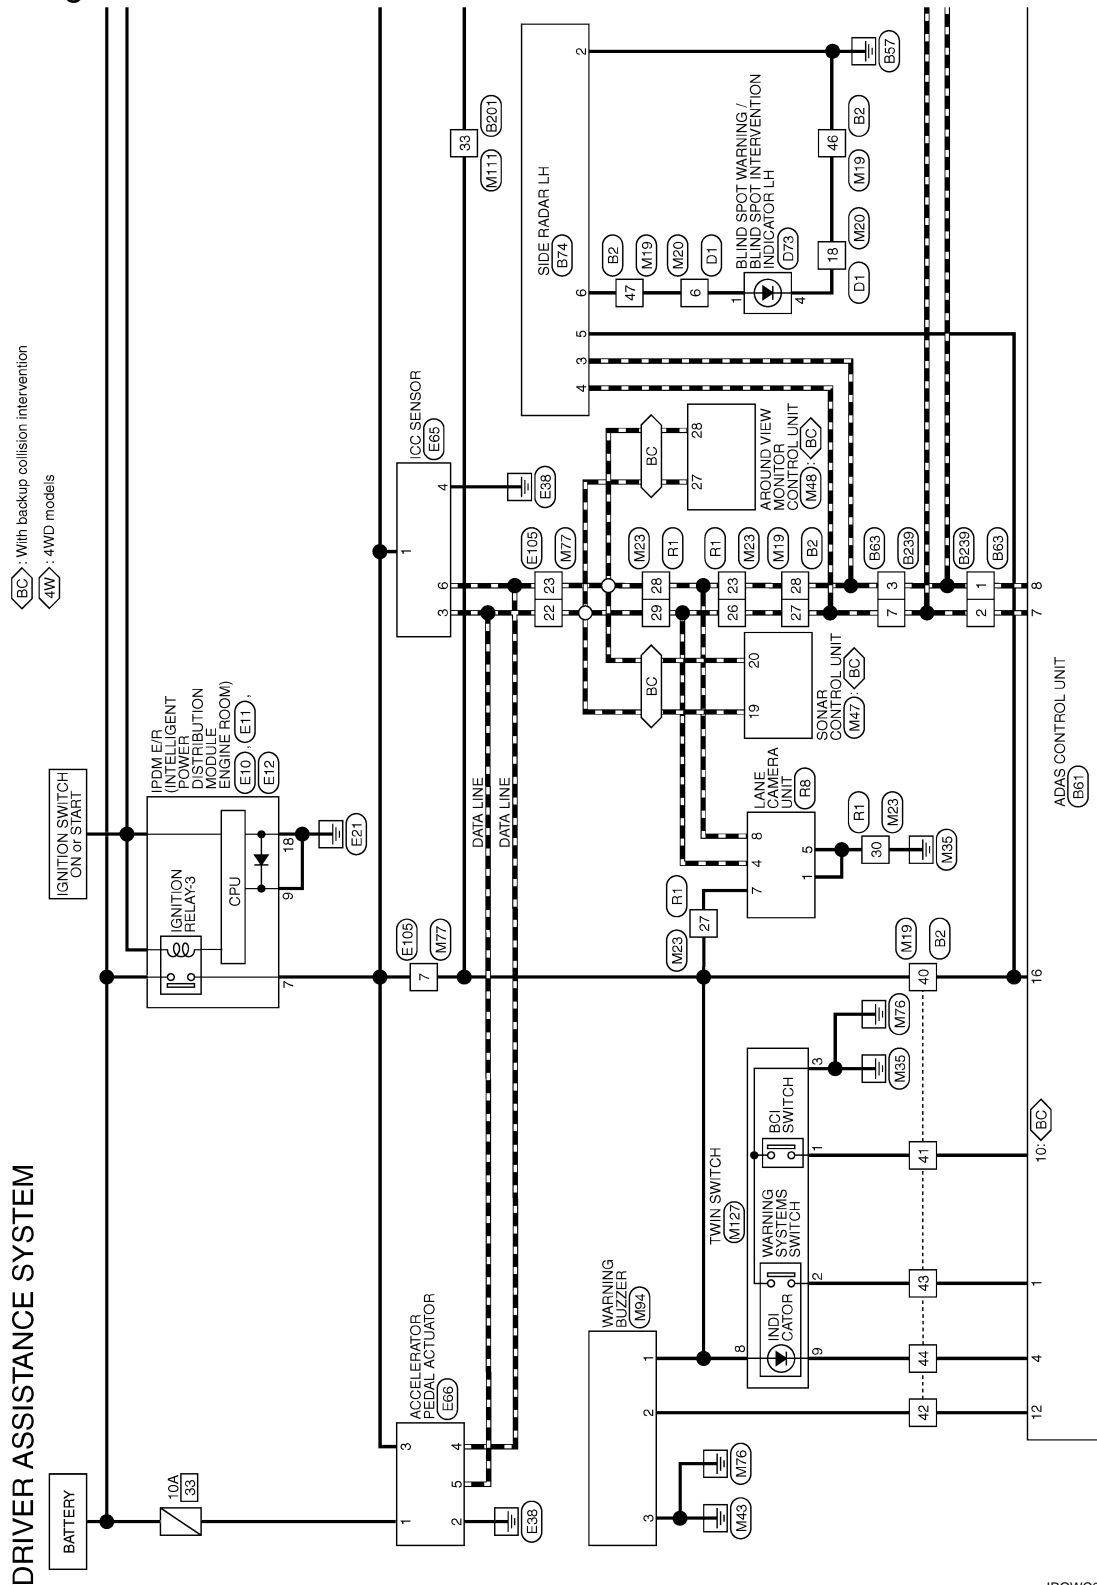 DRIVER ASSISTANCE SYSTEM
BC : With backup collision intervention
4W : 4WD models
BATTERY
10A
33
IGNITION SWITCH
ON or START
IPDM E/R
(INTELLIGENT
POWER
DISTRIBUTION
MODULE
ENGINE ROOM)
E10 , E11 ,
E12
IGNITION
RELAY-3
CPU
7
9
18
E21
ACCELERATOR
PEDAL ACTUATOR
E66
1
3
2
5
4
E38
E105
7
M77
DATA LINE
DATA LINE
ICC SENSOR
E65
1
3
6
4
E38
M111
33
B201
E105
M77
22
23
WARNING
BUZZER
M94
3
2
1
M43
M76
TWIN SWITCH
M127
8
INDI
CATOR
WARNING
SYSTEMS
SWITCH
BCI
SWITCH
9
2
1
3
M35
M76
M23
27
R1
LANE
CAMERA
UNIT
R8
7
4
8
1
5
30
R1
M23
M35
BC
19
20
SONAR
CONTROL UNIT
M47 : BC
BC
27
28
AROUND VIEW
MONITOR
CONTROL UNIT
M48 : BC
M23
R1
29
28
R1
M23
26
23
M19
B2
27
28
B63
B239
7
3
B239
B63
2
1
SIDE RADAR LH
B74
4
3
5
6
2
B2
M19
47
M20
D1
6
1
4
BLIND SPOT WARNING /
BLIND SPOT INTERVENTION
INDICATOR LH
D73
D1
18
M20
M19
46
B2
B57
42
44
43
41
40
M19
B2
12
4
1
10: BC
16
7
8
ADAS CONTROL UNIT
B61